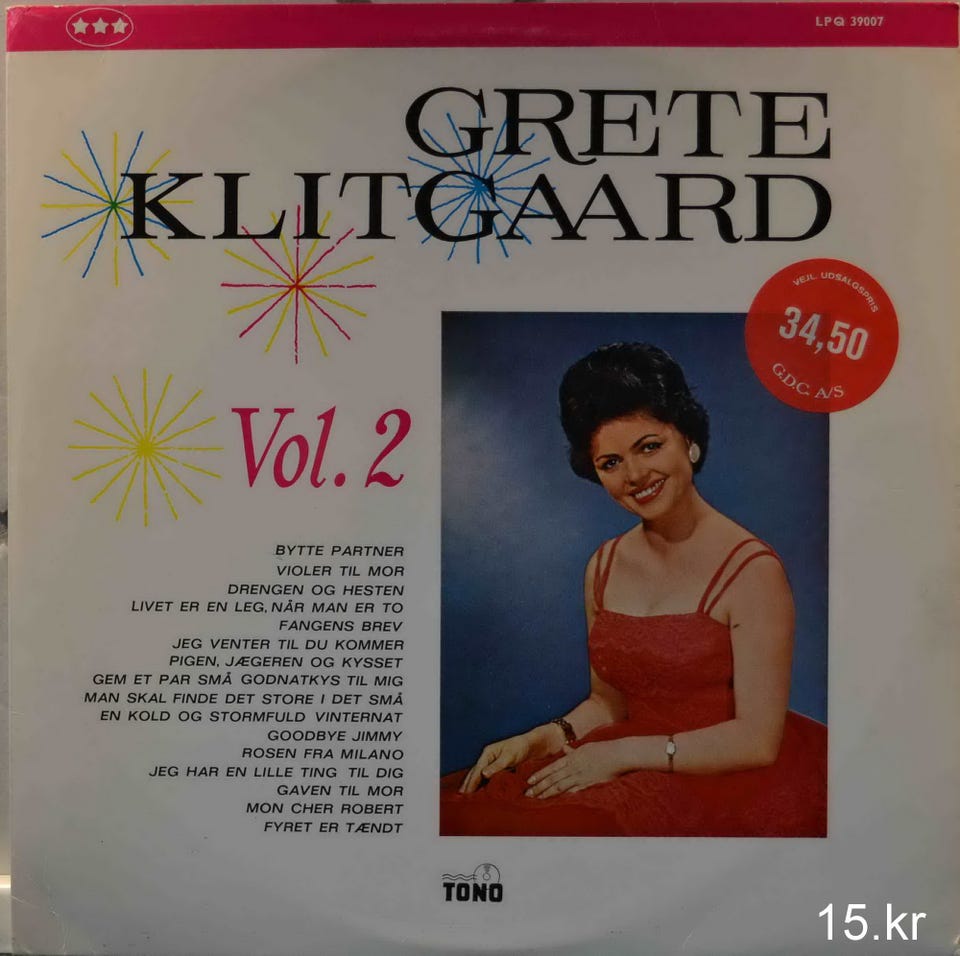 LPQ 39007
GRETE
KLITGAARD
VEJL. UDSALGSPRIS
34,50
G.D.C. A/S
Vol. 2
BYTTE PARTNER
VIOLER TIL MOR
DRENGEN OG HESTEN
LIVET ER EN LEG, NÅR MAN ER TO
FANGENS BREV
JEG VENTER TIL DU KOMMER
PIGEN, JÆGEREN OG KYSSET
GEM ET PAR SMÅ GODNATKYS TIL MIG
MAN SKAL FINDE DET STORE I DET SMÅ
EN KOLD OG STORMFULD VINTERNAT
GOODBYE JIMMY
ROSEN FRA MILANO
JEG HAR EN LILLE TING TIL DIG
GAVEN TIL MOR
MON CHER ROBERT
FYRET ER TÆNDT
TONO
15.kr